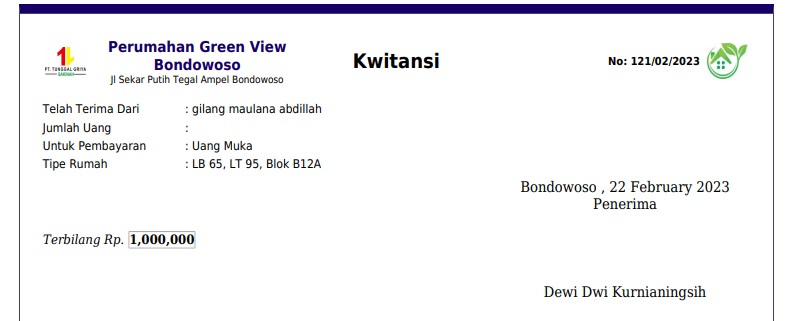 PT. TUNGGAL GRIYA
SAKINAH
Perumahan Green View
Bondowoso
Jl Sekar Putih Tegal Ampel Bondowoso
Kwitansi
No: 121/02/2023
Telah Terima Dari : gilang maulana abdillah
Jumlah Uang :
Untuk Pembayaran : Uang Muka
Tipe Rumah : LB 65, LT 95, Blok B12A
Bondowoso , 22 February 2023
Penerima
Terbilang Rp. 1,000,000
Dewi Dwi Kurnianingsih